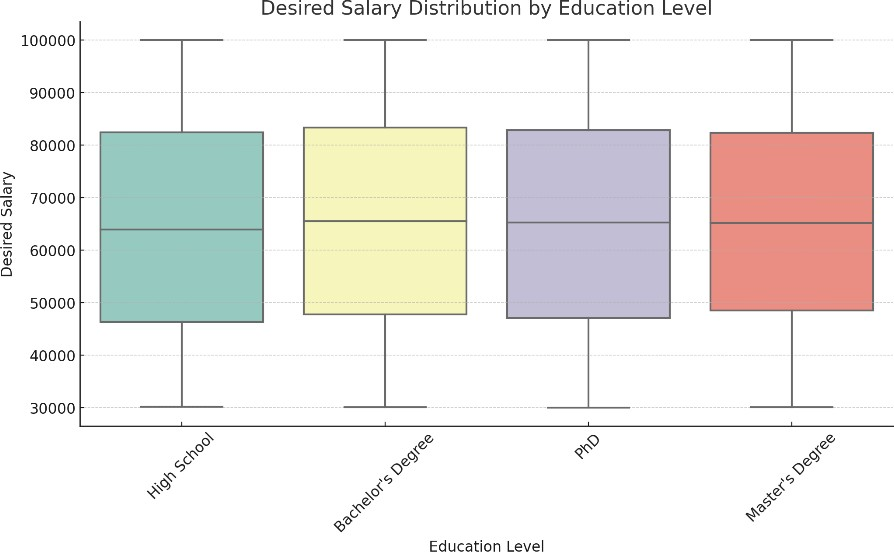 Desired Salary Distribution by Education Level
100000
90000
80000
70000
60000
50000
40000
30000
Desired Salary
High School
Bachelor's Degree
PhD
Master's Degree
Education Level